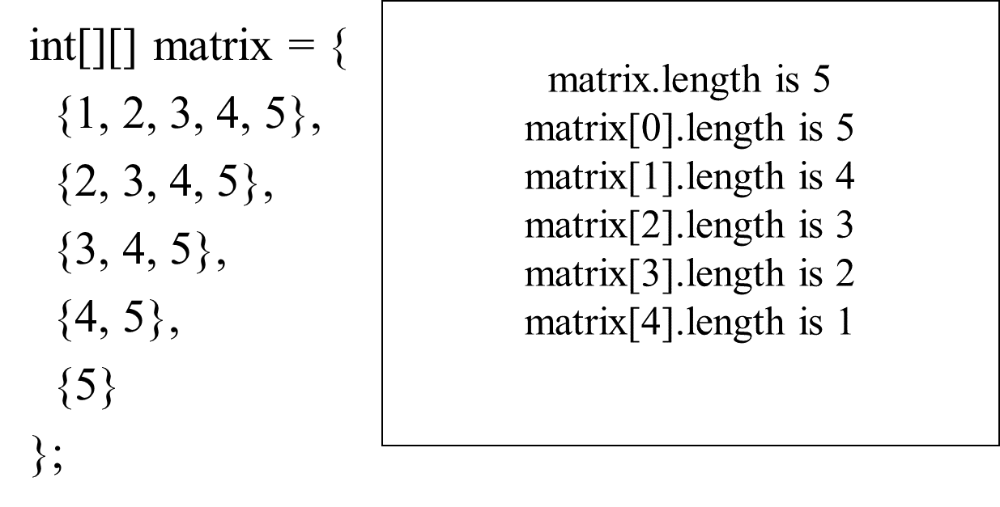 int[][] matrix = {
{1, 2, 3, 4, 5},
{2, 3, 4, 5},
{3, 4, 5},
{4, 5},
{5}
};
matrix.length is 5
matrix[0].length is 5
matrix[1].length is 4
matrix[2].length is 3
matrix[3].length is 2
matrix[4].length is 1